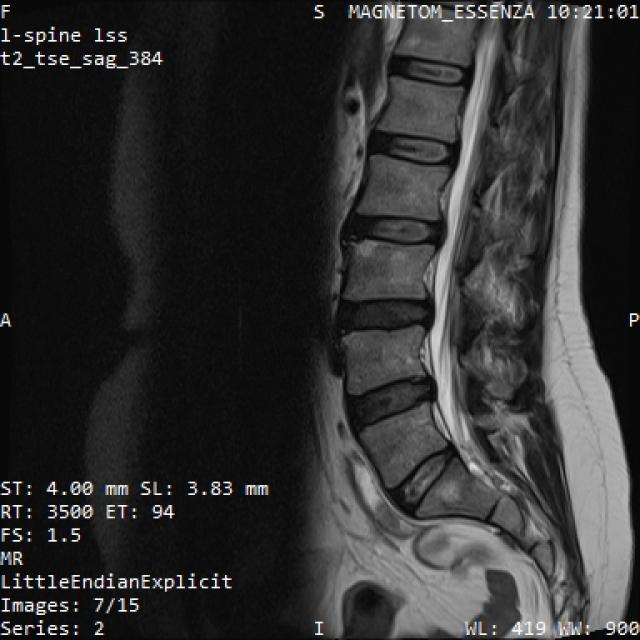 F
S MAGNETOM_ESSENZA 10:21:01
l-spine lss
t2_tse_sag_384
A
P
ST: 4.00 mm SL: 3.83 mm
RT: 3500 ET: 94
FS: 1.5
MR
LittleEndianExplicit
Images: 7/15
Series: 2
I
WL: 419 WW: 900